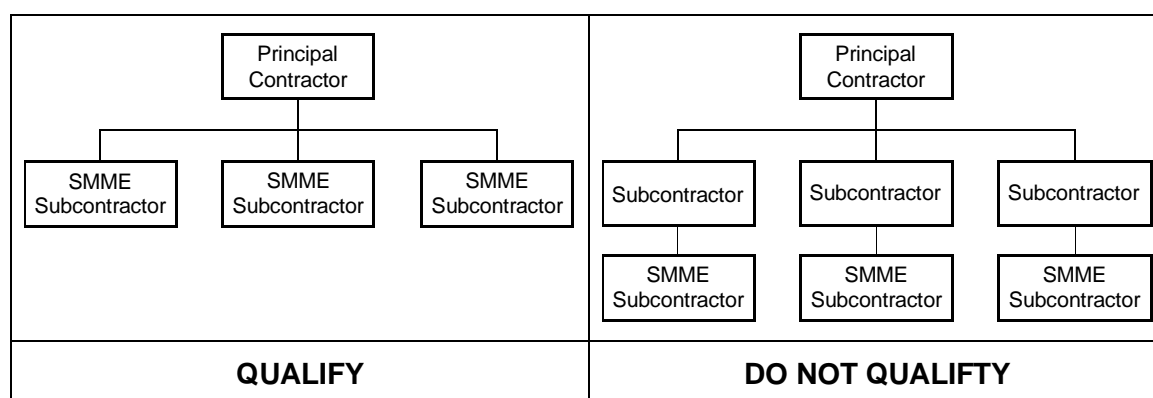 Principal
Contractor
SMME
Subcontractor
SMME
Subcontractor
SMME
Subcontractor
QUALIFY
Principal
Contractor
Subcontractor
Subcontractor
Subcontractor
SMME
Subcontractor
SMME
Subcontractor
SMME
Subcontractor
DO NOT QUALIFTY